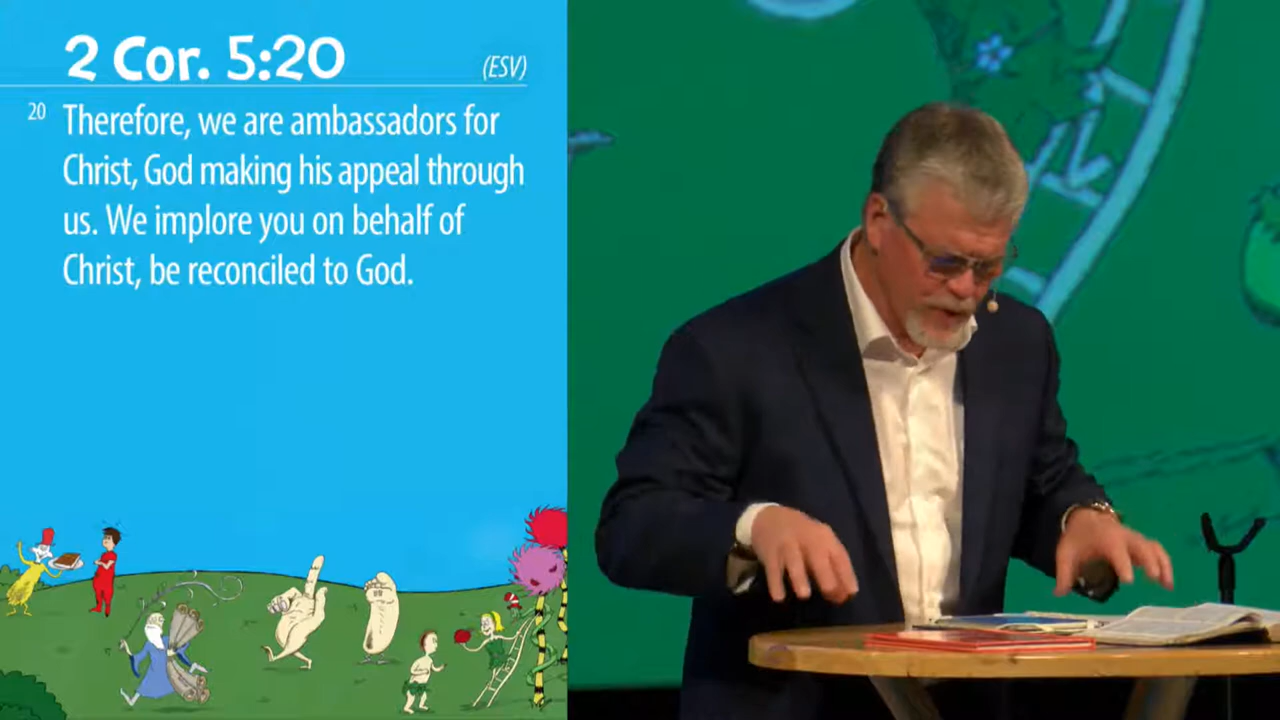 2 Cor. 5:20
(ESV)
20 Therefore, we are ambassadors for
Christ, God making his appeal through
us. We implore you on behalf of
Christ, be reconciled to God.